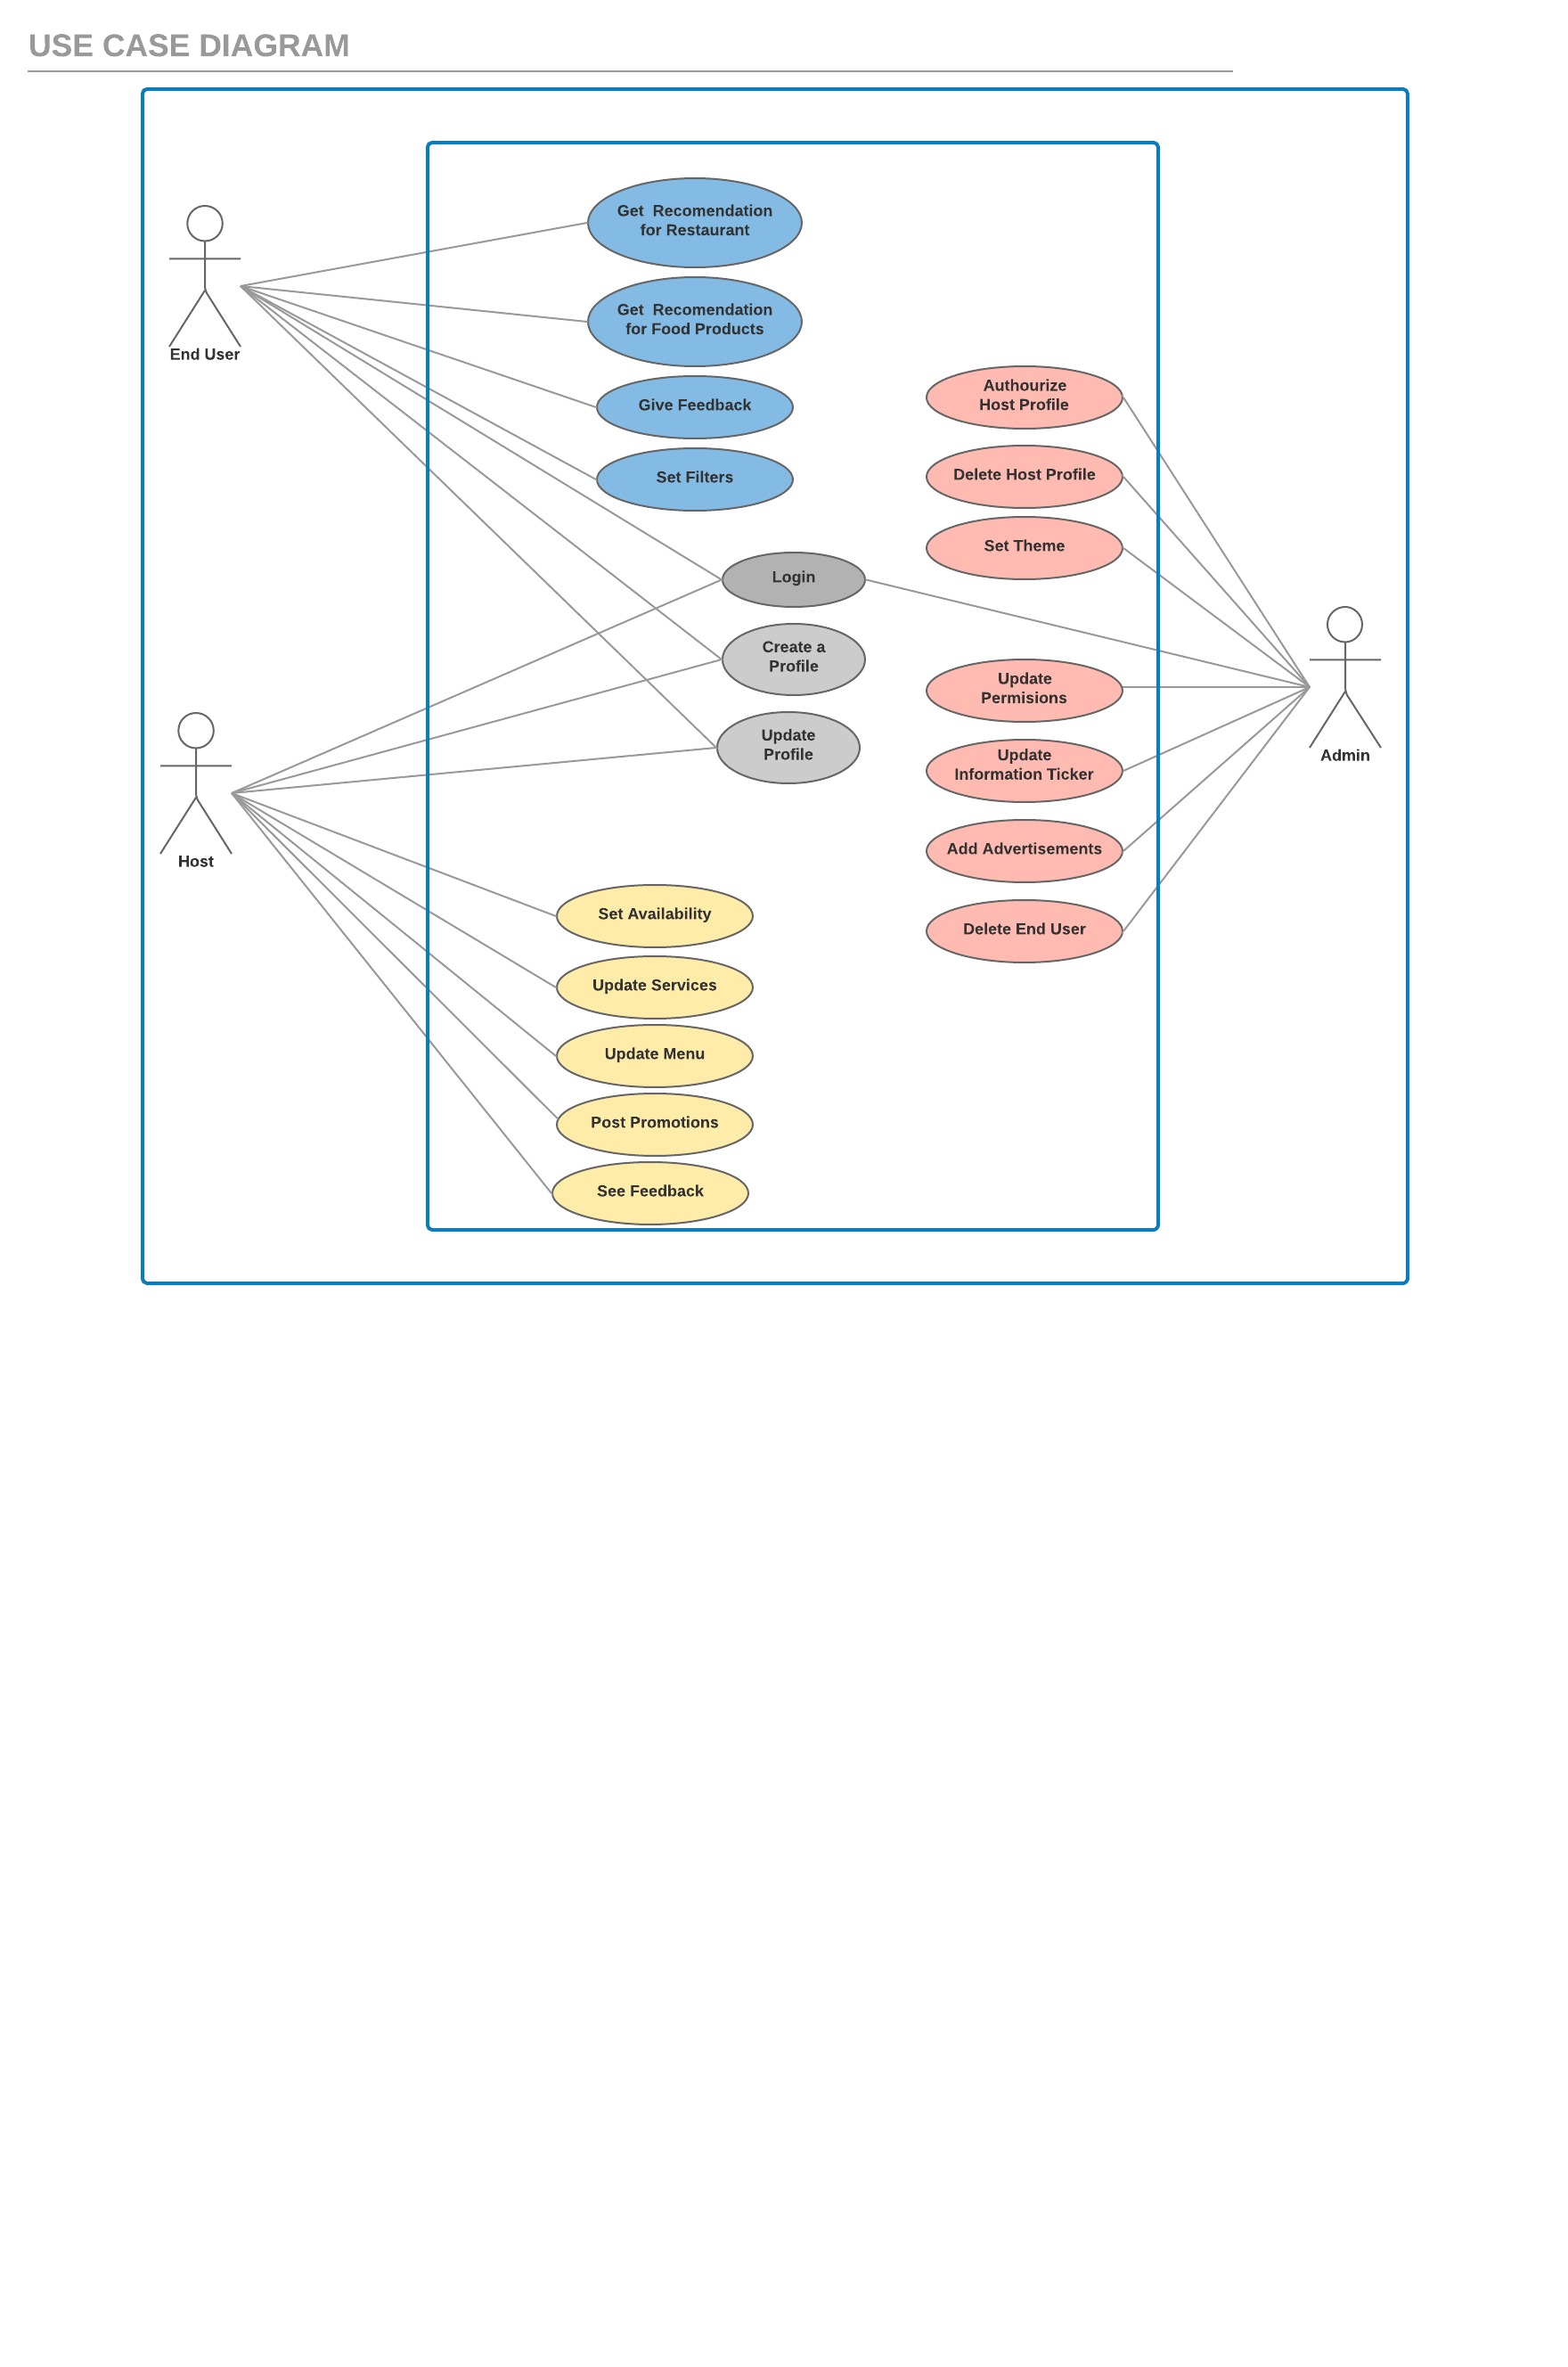 USE CASE DIAGRAM
Get  Recomendation
for Restaurant
Get  Recomendation
for Food Products
End User
Give Feedback
Authourize
Host Profile
Set Filters
Delete Host Profile
Set Theme
Login
Create a
Profile
Update
Permisions
Update
Profile
Update
Information Ticker
Admin
Host
Add Advertisements
Set Availability
Delete End User
Update Services
Update Menu
Post Promotions
See Feedback